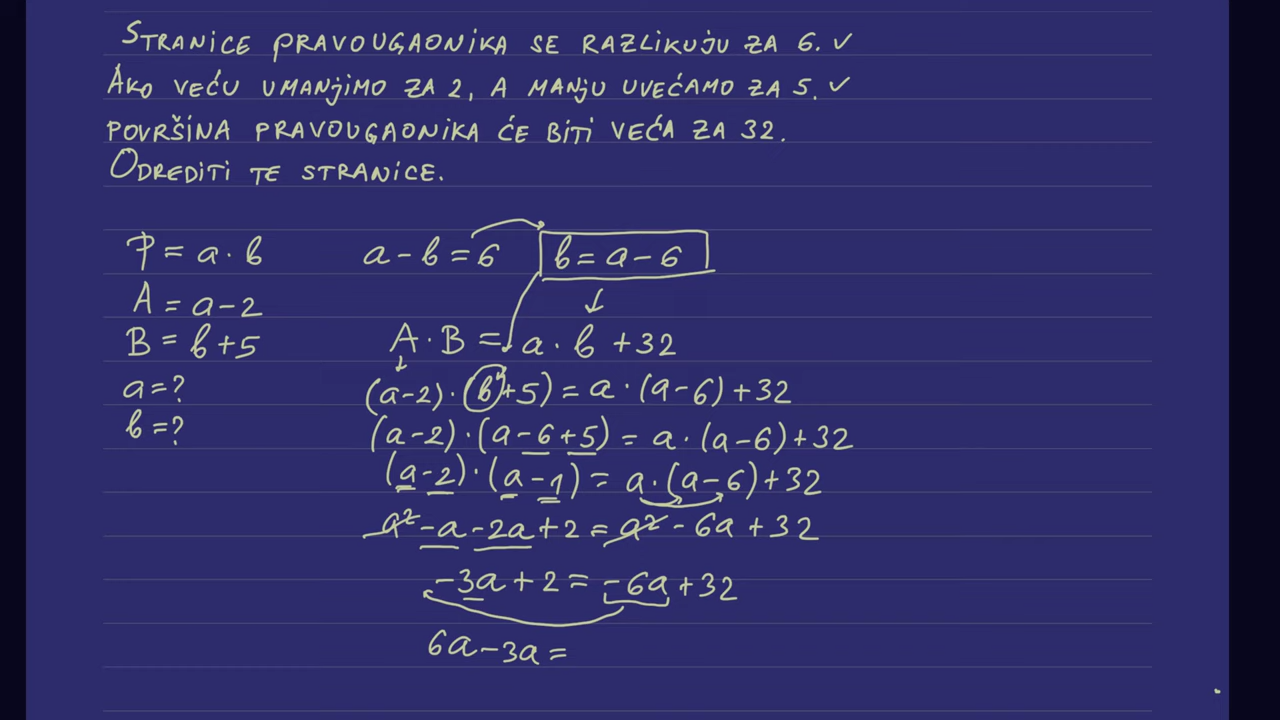 STRANICE PRAVOUGAONIKA SE RAZLIKUJU ZA 6. ✓
AKO VEĆU UMANJIMO ZA 2, A MANJU UVEĆAMO ZA 5. ✓
POVRŠINA PRAVOUGAONIKA ĆE BITI VEĆA ZA 32.
ODREDITI TE STRANICE.
P = a · b
A = a - 2
B = b + 5
a = ?
b = ?
a - b = 6 b = a - 6
A · B = a · b + 32
(a-2) · (b+5) = a · (a-6) + 32
(a-2) · (a-6+5) = a · (a-6) + 32
(a-2) · (a-1) = a · (a-6) + 32
a² - a - 2a + 2 = a² - 6a + 32
-3a + 2 = -6a + 32
6a - 3a =